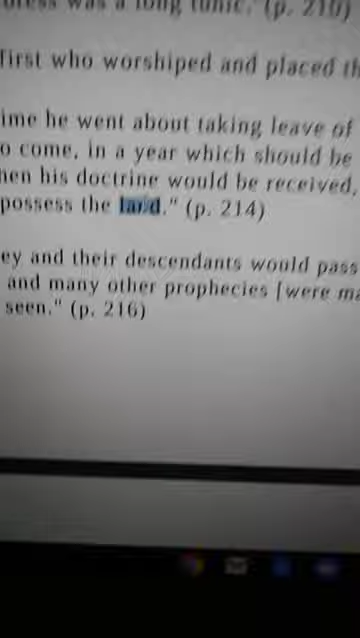 was a long tunic." (p. 210)
first who worshiped and placed th
ime he went about taking leave of
o come, in a year which should be
hen his doctrine would be received,
possess the land." (p. 214)
ey and their descendants would pass
and many other prophecies [were ma
seen." (p. 216)